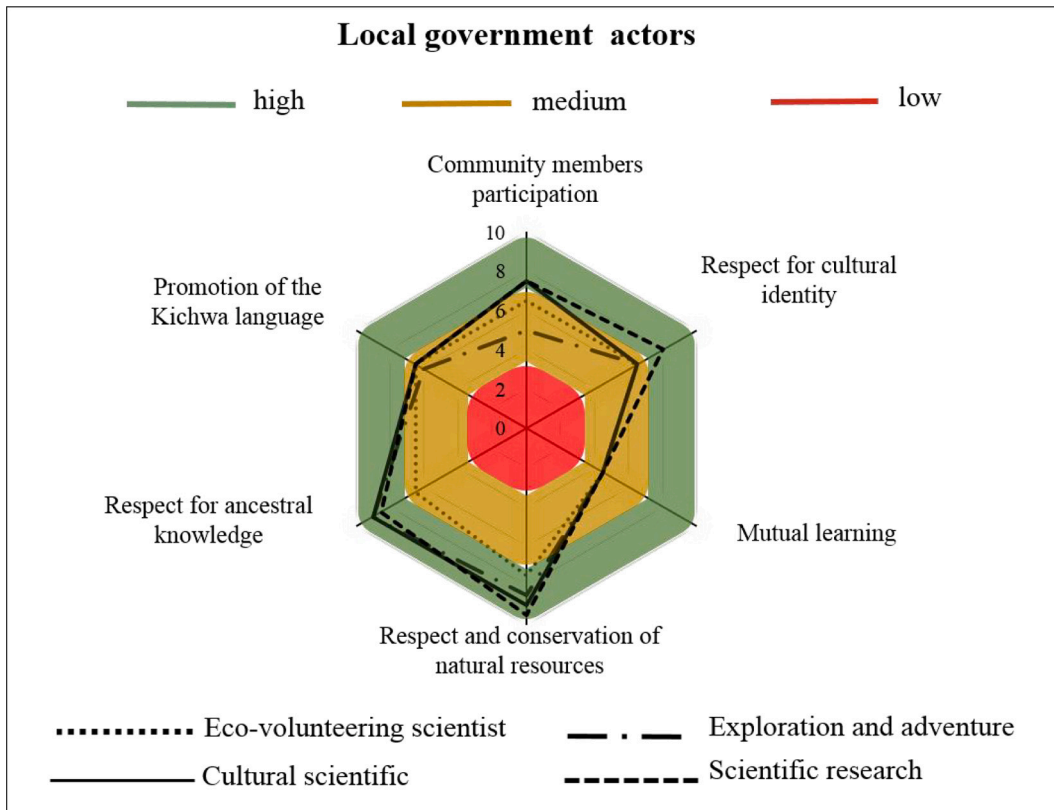 Local government actors
high
medium
low
Community members
participation
10
8
6
4
2
0
Respect for cultural
identity
Promotion of the
Kichwa language
Respect for ancestral
knowledge
Mutual learning
Respect and conservation of
natural resources
Eco-volunteering scientist
Exploration and adventure
Cultural scientific
Scientific research